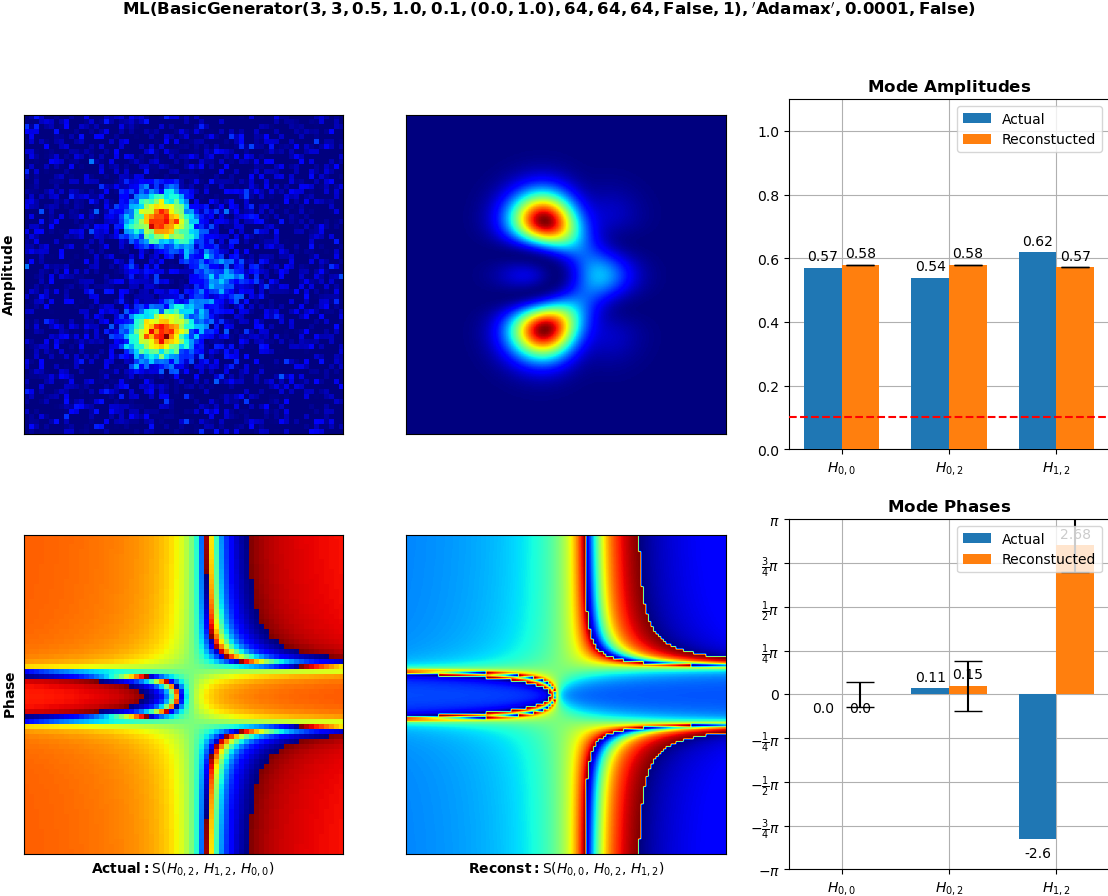 ML(BasicGenerator(3, 3, 0.5, 1.0, 0.1, (0.0, 1.0), 64, 64, 64, False, 1), 'Adamax', 0.0001, False)
Amplitude
Mode Amplitudes
Actual
Reconstucted
1.0
0.8
0.6
0.4
0.2
0.0
0.57 0.58
0.54 0.58
0.62 0.57
H0,0 H0,2 H1,2
Phase
Actual: S(H0,2, H1,2, H0,0)
Reconst: S(H0,0, H0,2, H1,2)
Mode Phases
Actual
Reconstucted
π
3/4π
1/2π
1/4π
0
−1/4π
−1/2π
−3/4π
−π
0.0 0.0
0.11 0.15
-2.6 2.58
H0,0 H0,2 H1,2